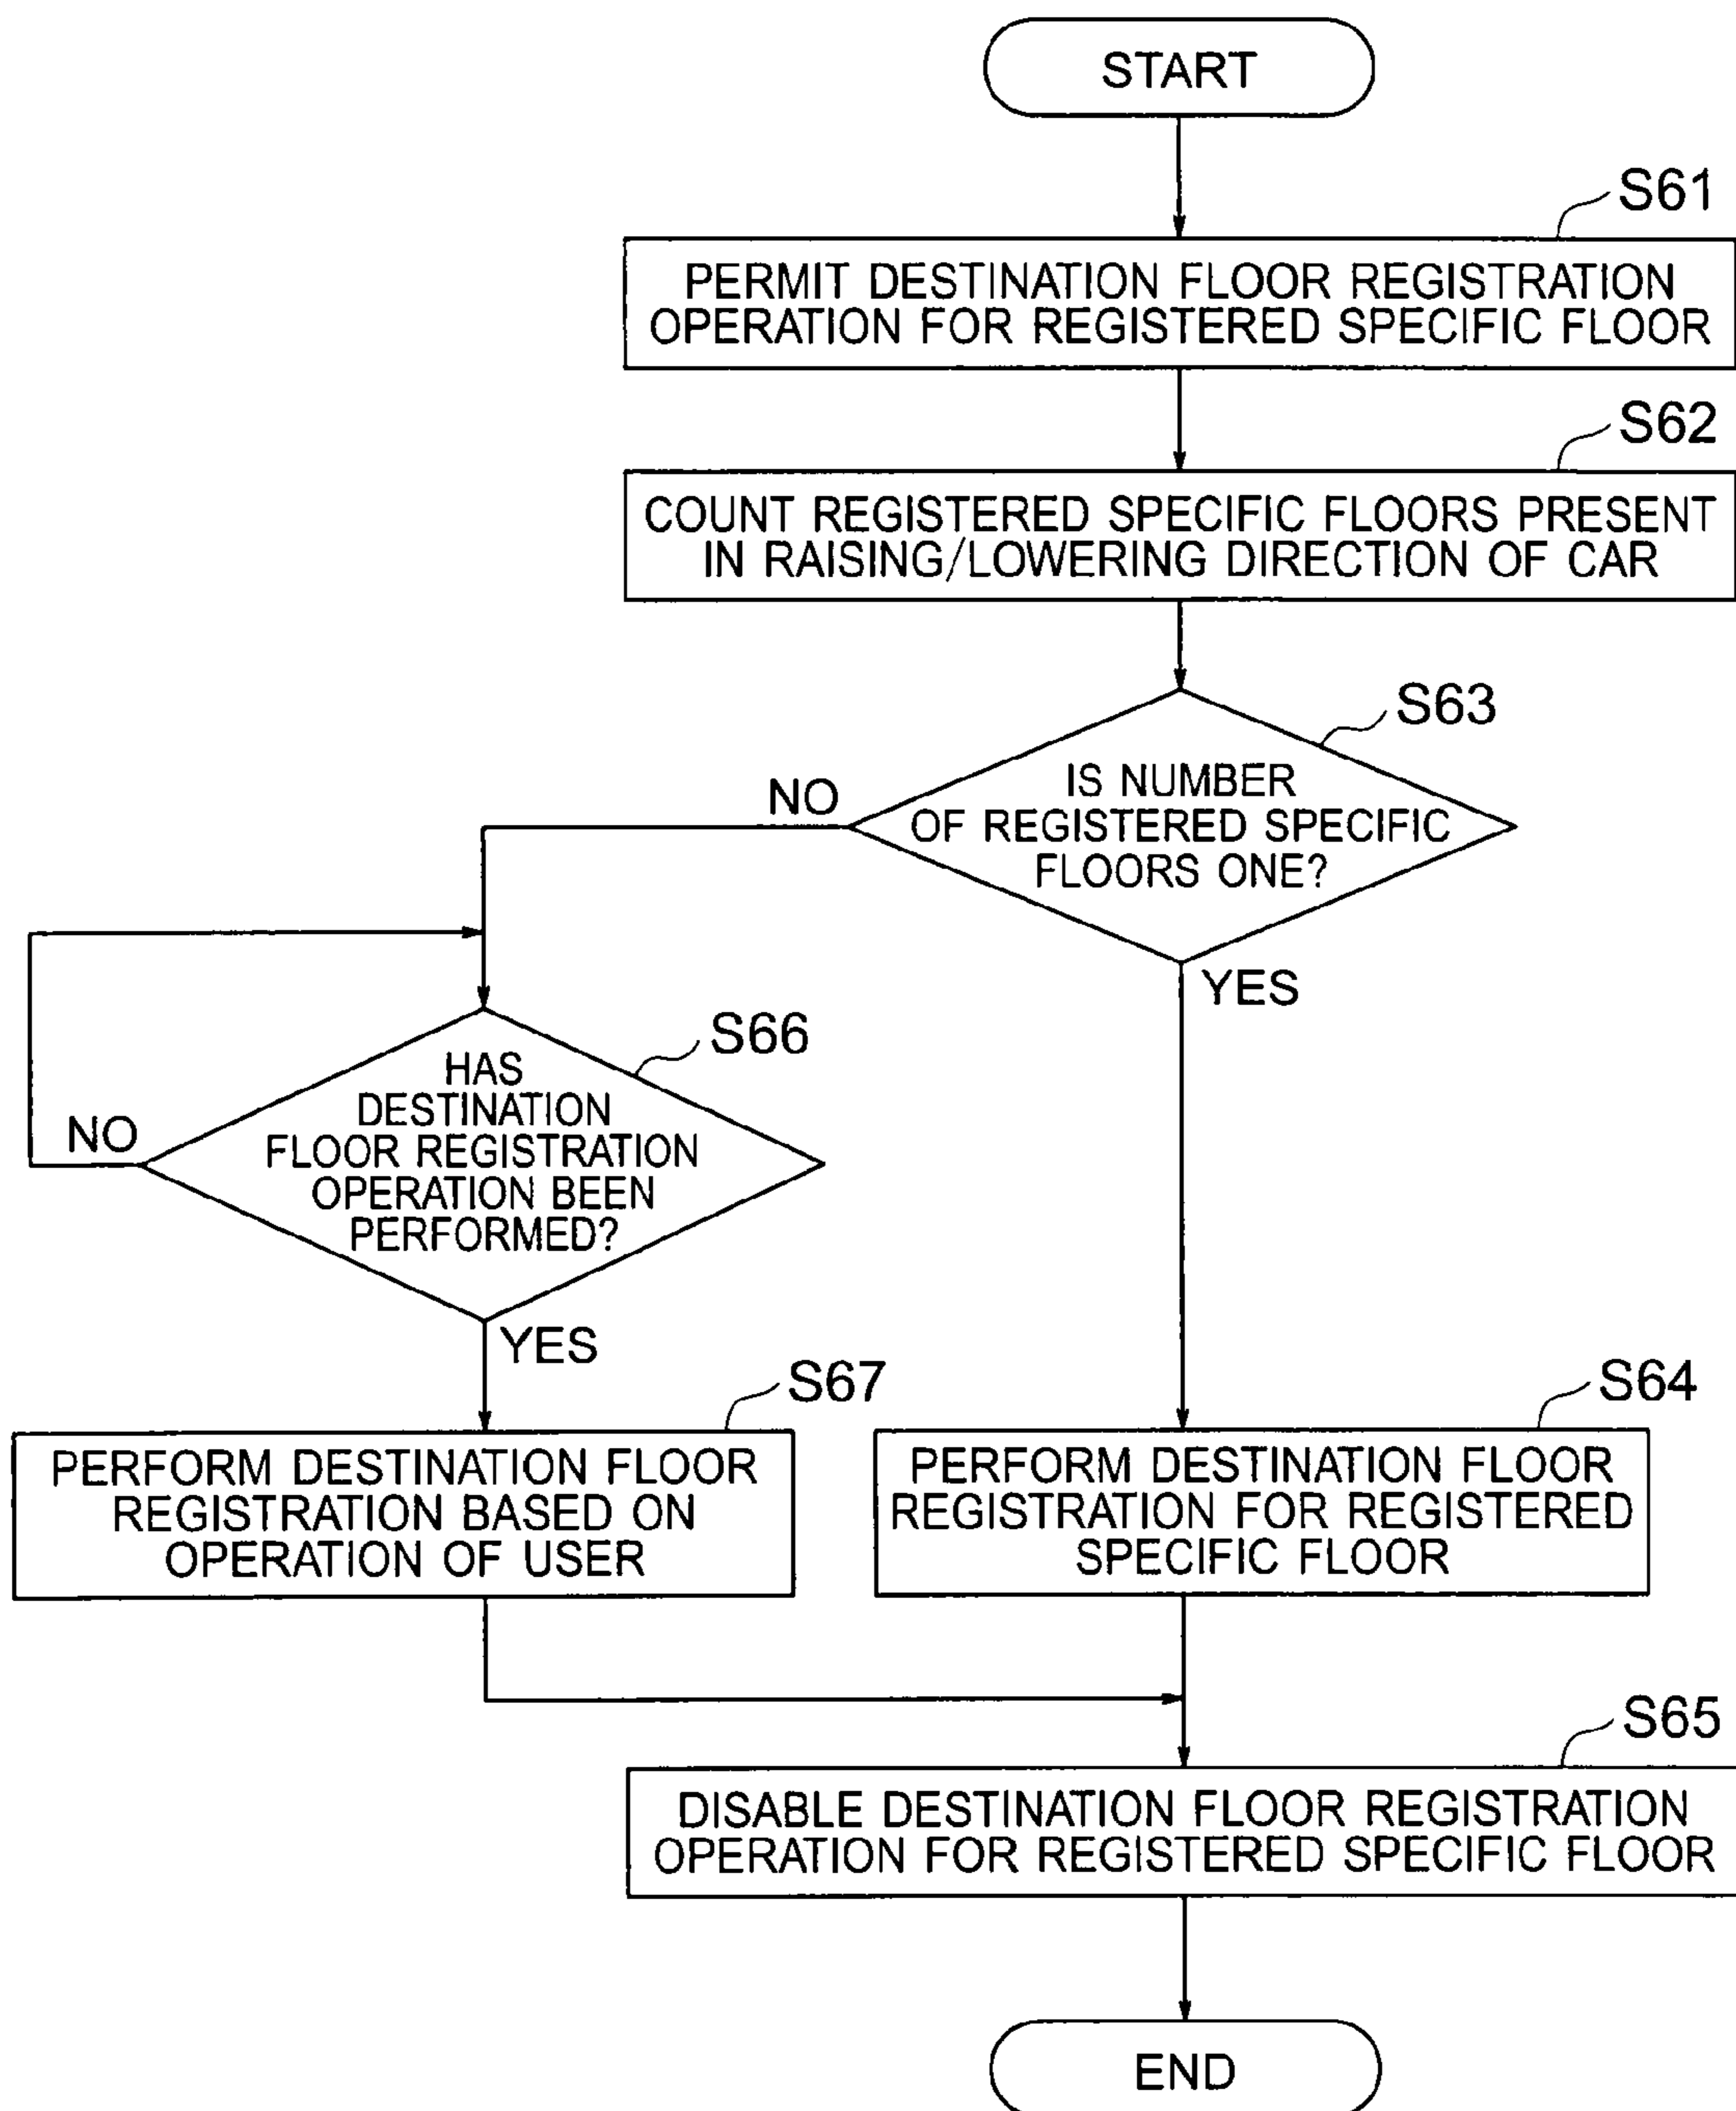 START
S61
PERMIT DESTINATION FLOOR REGISTRATION
OPERATION FOR REGISTERED SPECIFIC FLOOR
S62
COUNT REGISTERED SPECIFIC FLOORS PRESENT
IN RAISING/LOWERING DIRECTION OF CAR
S63
IS NUMBER
OF REGISTERED SPECIFIC
FLOORS ONE?
NO
YES
S66
HAS
DESTINATION
FLOOR REGISTRATION
OPERATION BEEN
PERFORMED?
NO
YES
S67
PERFORM DESTINATION FLOOR
REGISTRATION BASED ON
OPERATION OF USER
S64
PERFORM DESTINATION FLOOR
REGISTRATION FOR REGISTERED
SPECIFIC FLOOR
S65
DISABLE DESTINATION FLOOR REGISTRATION
OPERATION FOR REGISTERED SPECIFIC FLOOR
END